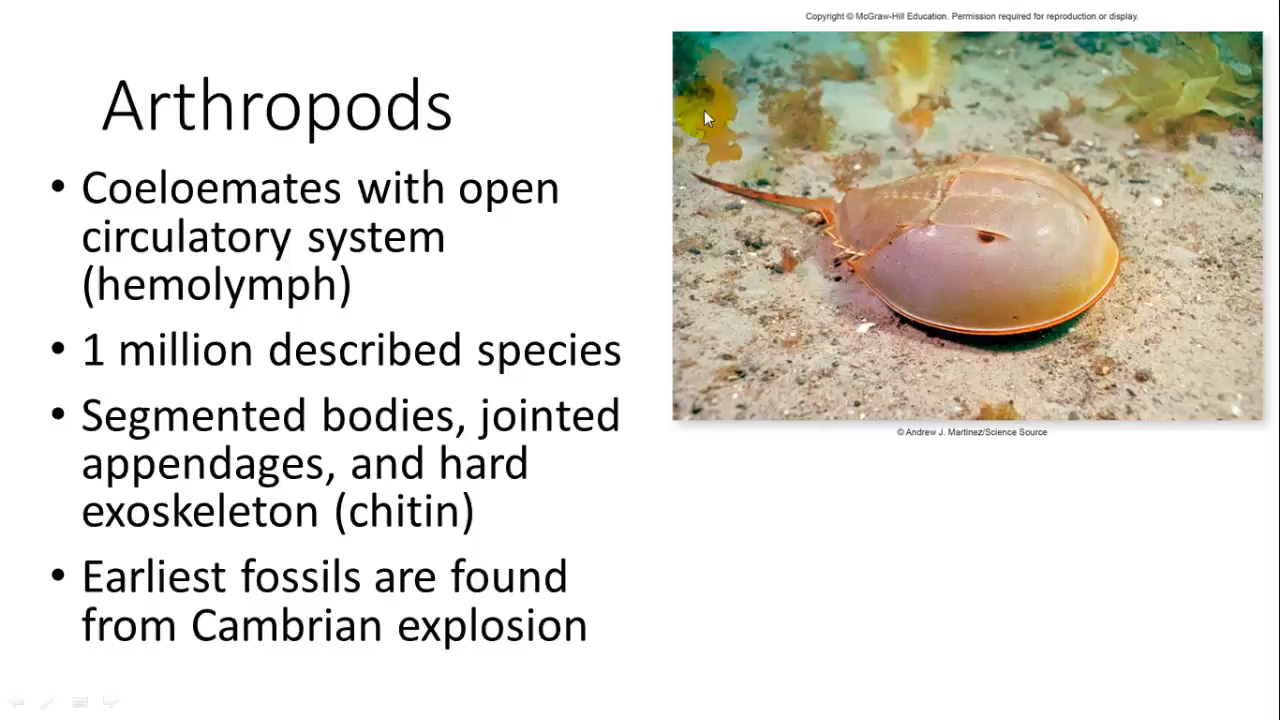 Copyright © McGraw-Hill Education. Permission required for reproduction or display.
Arthropods
• Coeloemates with open
circulatory system
(hemolymph)
• 1 million described species
• Segmented bodies, jointed
appendages, and hard
exoskeleton (chitin)
• Earliest fossils are found
from Cambrian explosion
© Andrew J. Martinez/Science Source